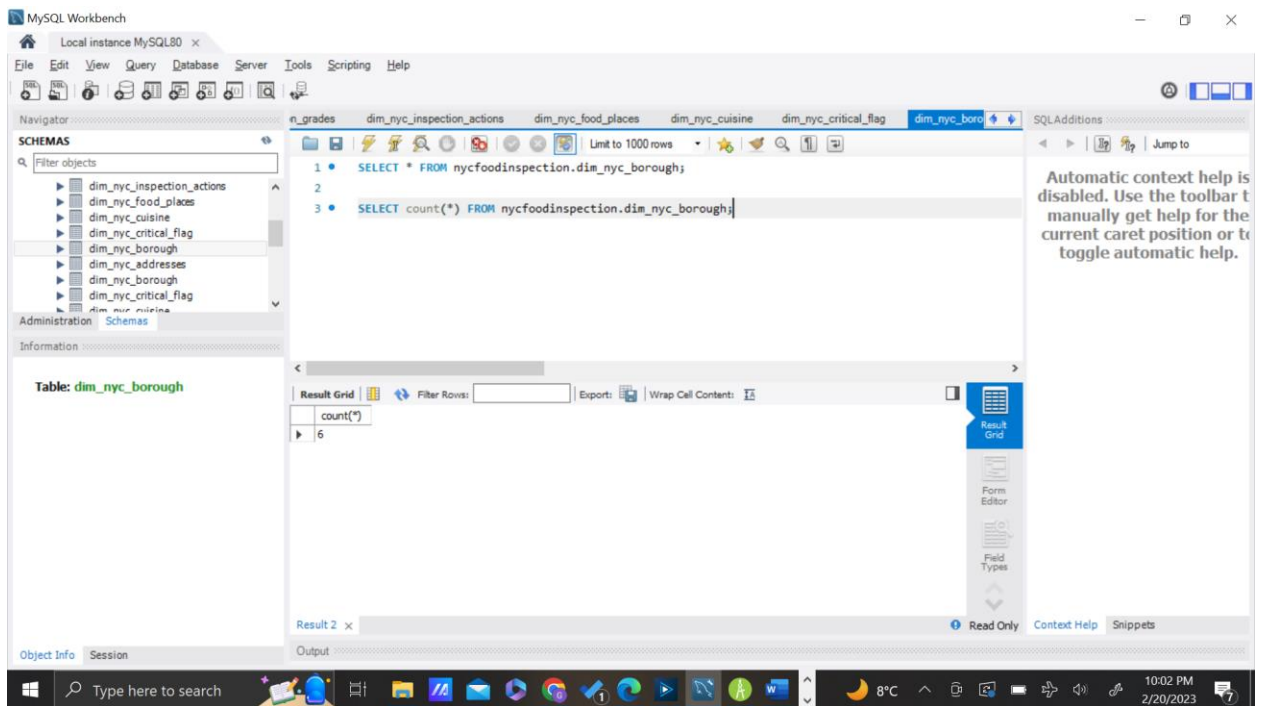 MySQL Workbench
Local instance MySQL80
File Edit View Query Database Server Tools Scripting Help
Navigator
SCHEMAS
Filter objects
dim_nyc_inspection_actions
dim_nyc_food_places
dim_nyc_cuisine
dim_nyc_critical_flag
dim_nyc_borough
dim_nyc_addresses
dim_nyc_borough
dim_nyc_critical_flag
dim_nyc_cuisine
Administration Schemas
Information
Table: dim_nyc_borough
Object Info Session
n_grades dim_nyc_inspection_actions dim_nyc_food_places dim_nyc_cuisine dim_nyc_critical_flag dim_nyc_boro
Limit to 1000 rows
1 SELECT * FROM nycfoodinspection.dim_nyc_borough;
2
3 SELECT count(*) FROM nycfoodinspection.dim_nyc_borough;
Result Grid Filter Rows: Export: Wrap Cell Content:
count(*)
6
Result
Grid
Form
Editor
Field
Types
Result 2
Read Only
Output
SQLAdditions
Jump to
Automatic context help is
disabled. Use the toolbar t
manually get help for the
current caret position or to
toggle automatic help.
Context Help Snippets
Type here to search
8°C
10:02 PM
2/20/2023
7